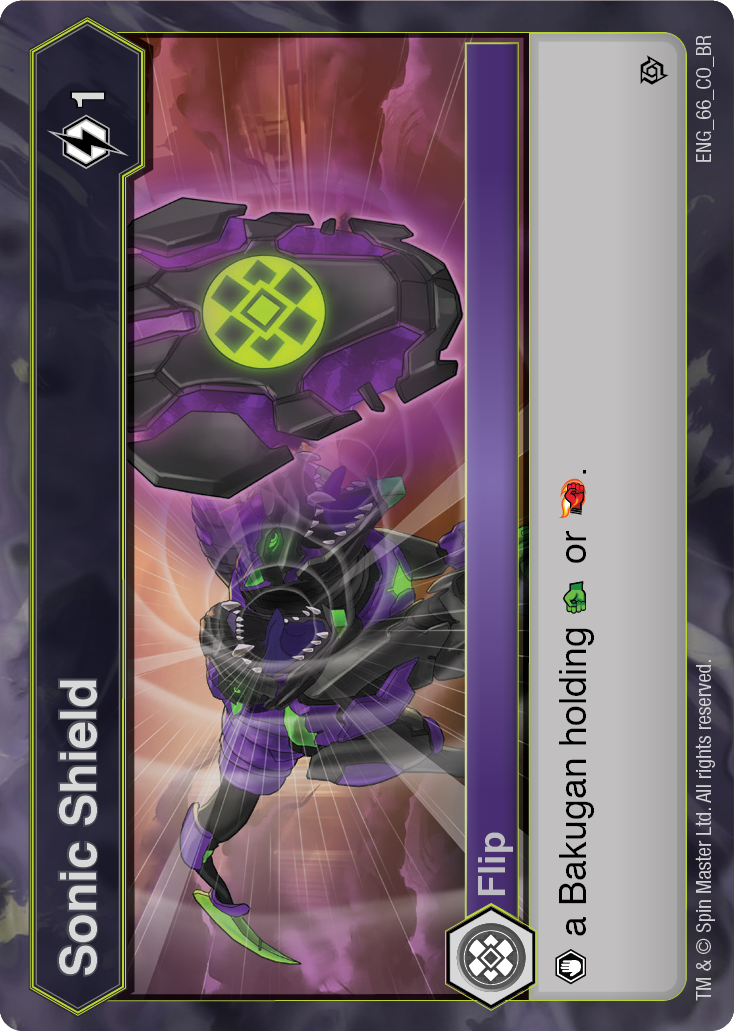 Sonic Shield
1
Flip
a Bakugan holding or .
TM & © Spin Master Ltd. All rights reserved.
ENG_66_CO_BR